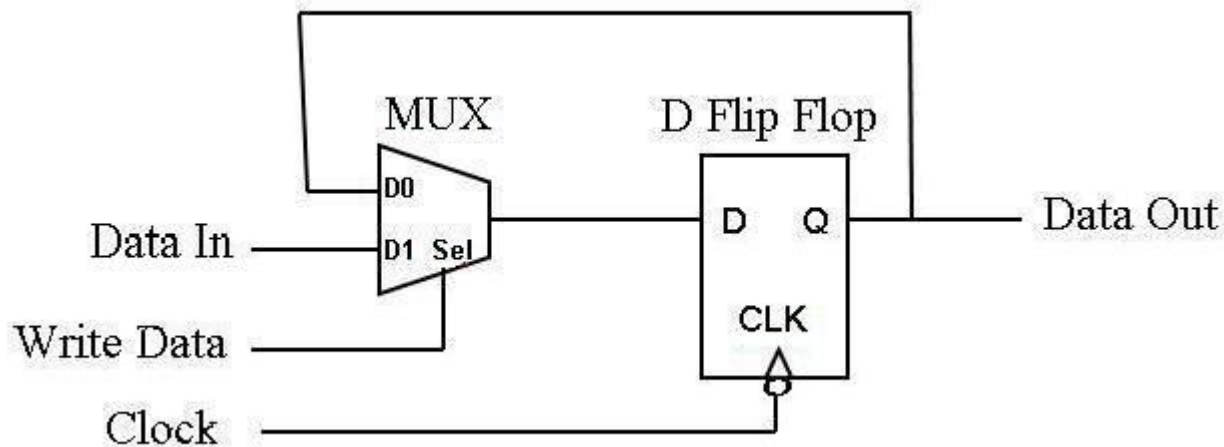 MUX
D Flip Flop
D0
Data In
D1 Sel
D Q
Data Out
Write Data
CLK
Clock